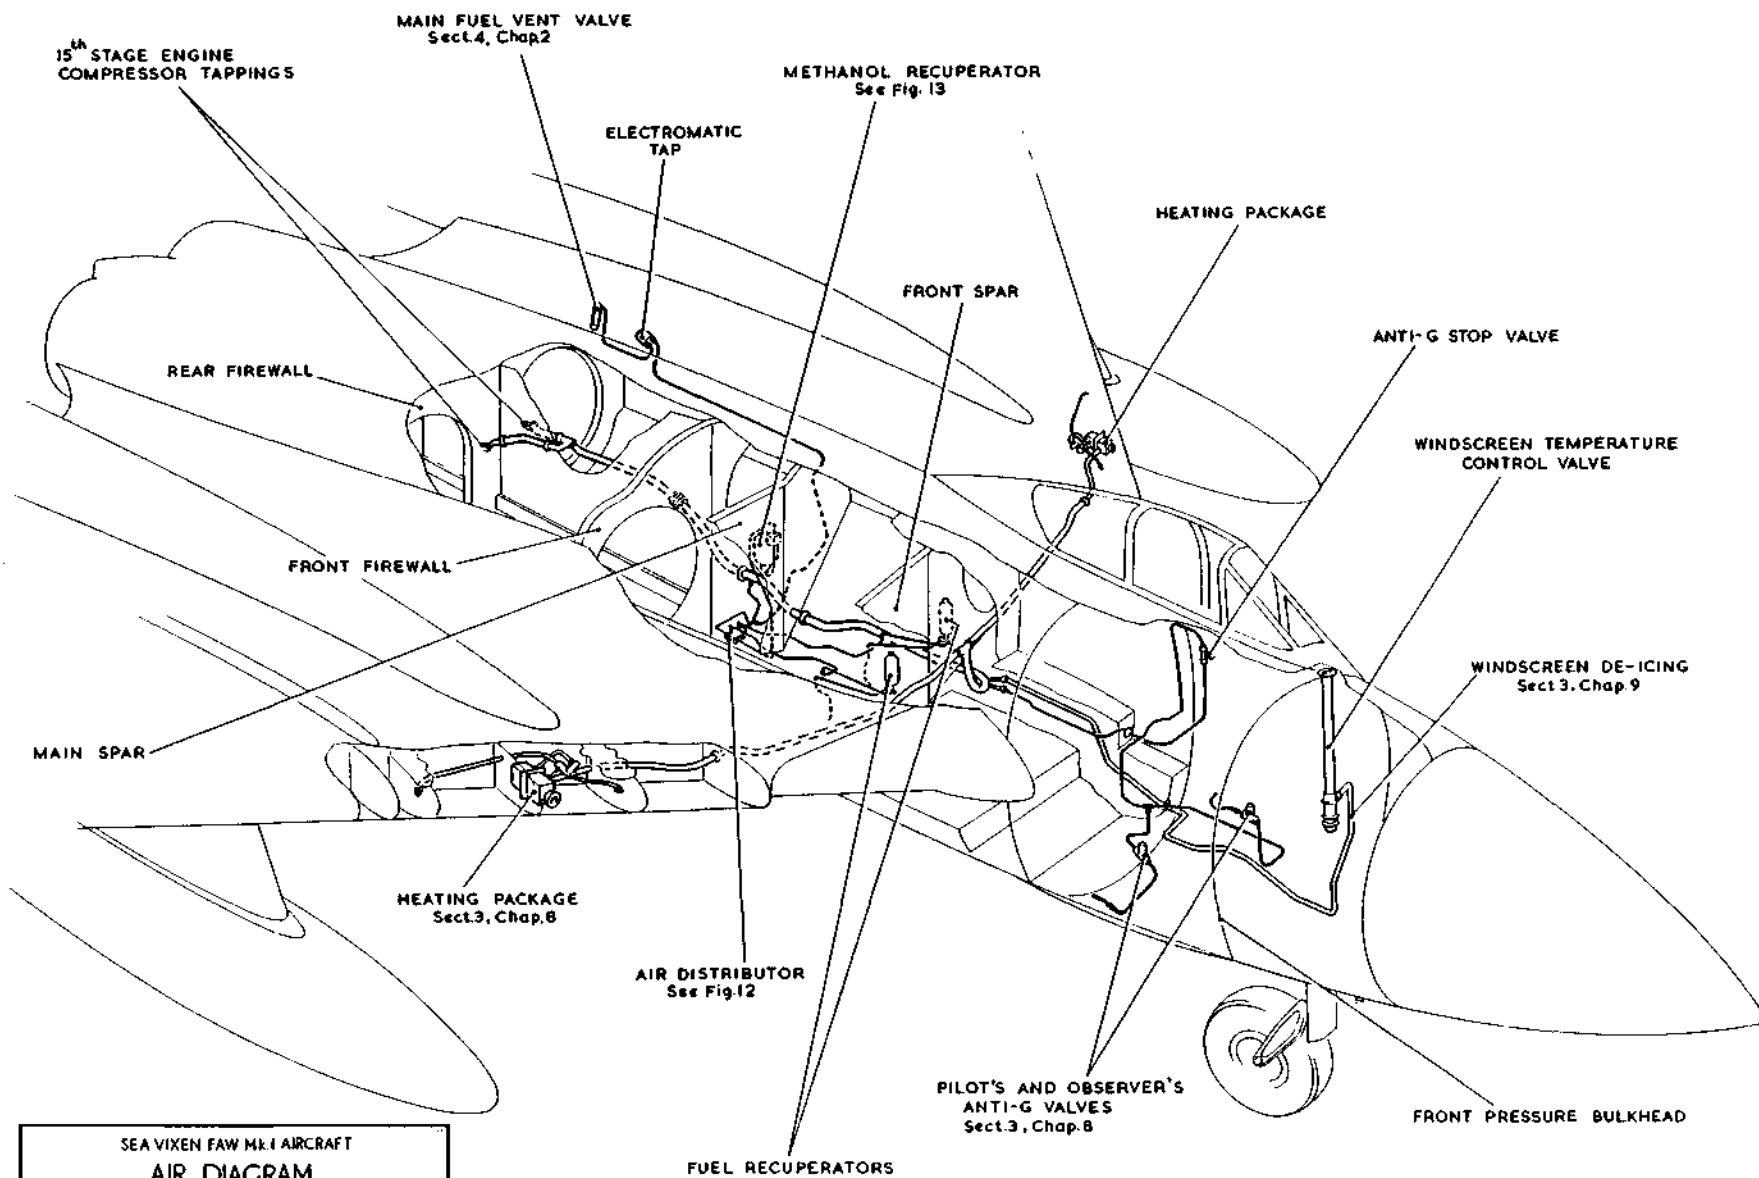 MAIN FUEL VENT VALVE
Sect.4, Chap.2
15th STAGE ENGINE
COMPRESSOR TAPPINGS
METHANOL RECUPERATOR
See Fig. 13
ELECTROMATIC
TAP
HEATING PACKAGE
FRONT SPAR
ANTI-G STOP VALVE
REAR FIREWALL
WINDSCREEN TEMPERATURE
CONTROL VALVE
FRONT FIREWALL
WINDSCREEN DE-ICING
Sect 3. Chap. 9
MAIN SPAR
HEATING PACKAGE
Sect.3, Chap.8
AIR DISTRIBUTOR
See Fig.12
PILOT'S AND OBSERVER'S
ANTI-G VALVES
Sect.3, Chap.8
FRONT PRESSURE BULKHEAD
FUEL RECUPERATORS
SEA VIXEN FAW Mk.1 AIRCRAFT
AIR DIAGRAM